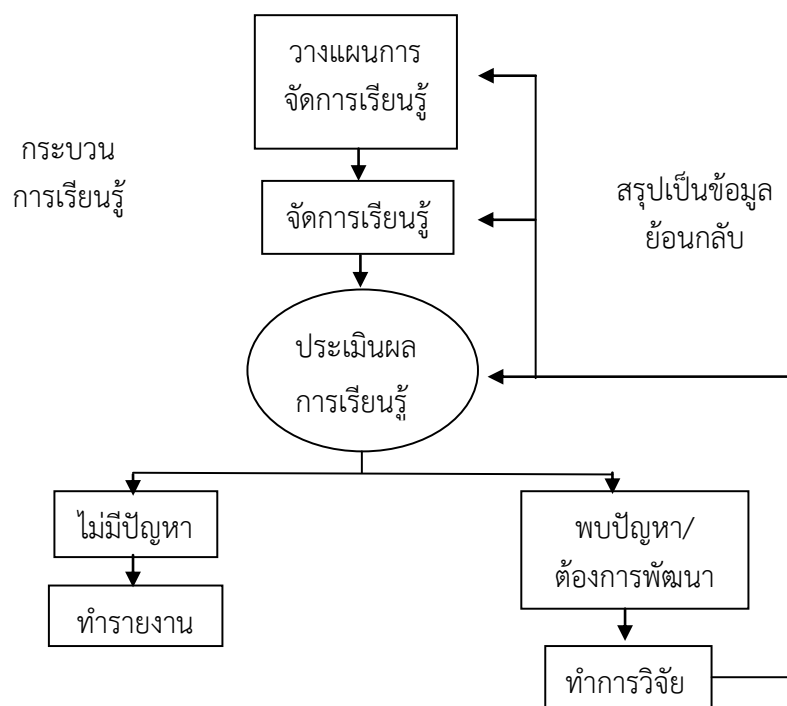 วางแผนการ
จัดการเรียนรู้
กระบวน
การเรียนรู้
จัดการเรียนรู้
สรุปเป็นข้อมูล
ย้อนกลับ
ประเมินผล
การเรียนรู้
ไม่มีปัญหา
พบปัญหา/
ต้องการพัฒนา
ทำรายงาน
ทำการวิจัย